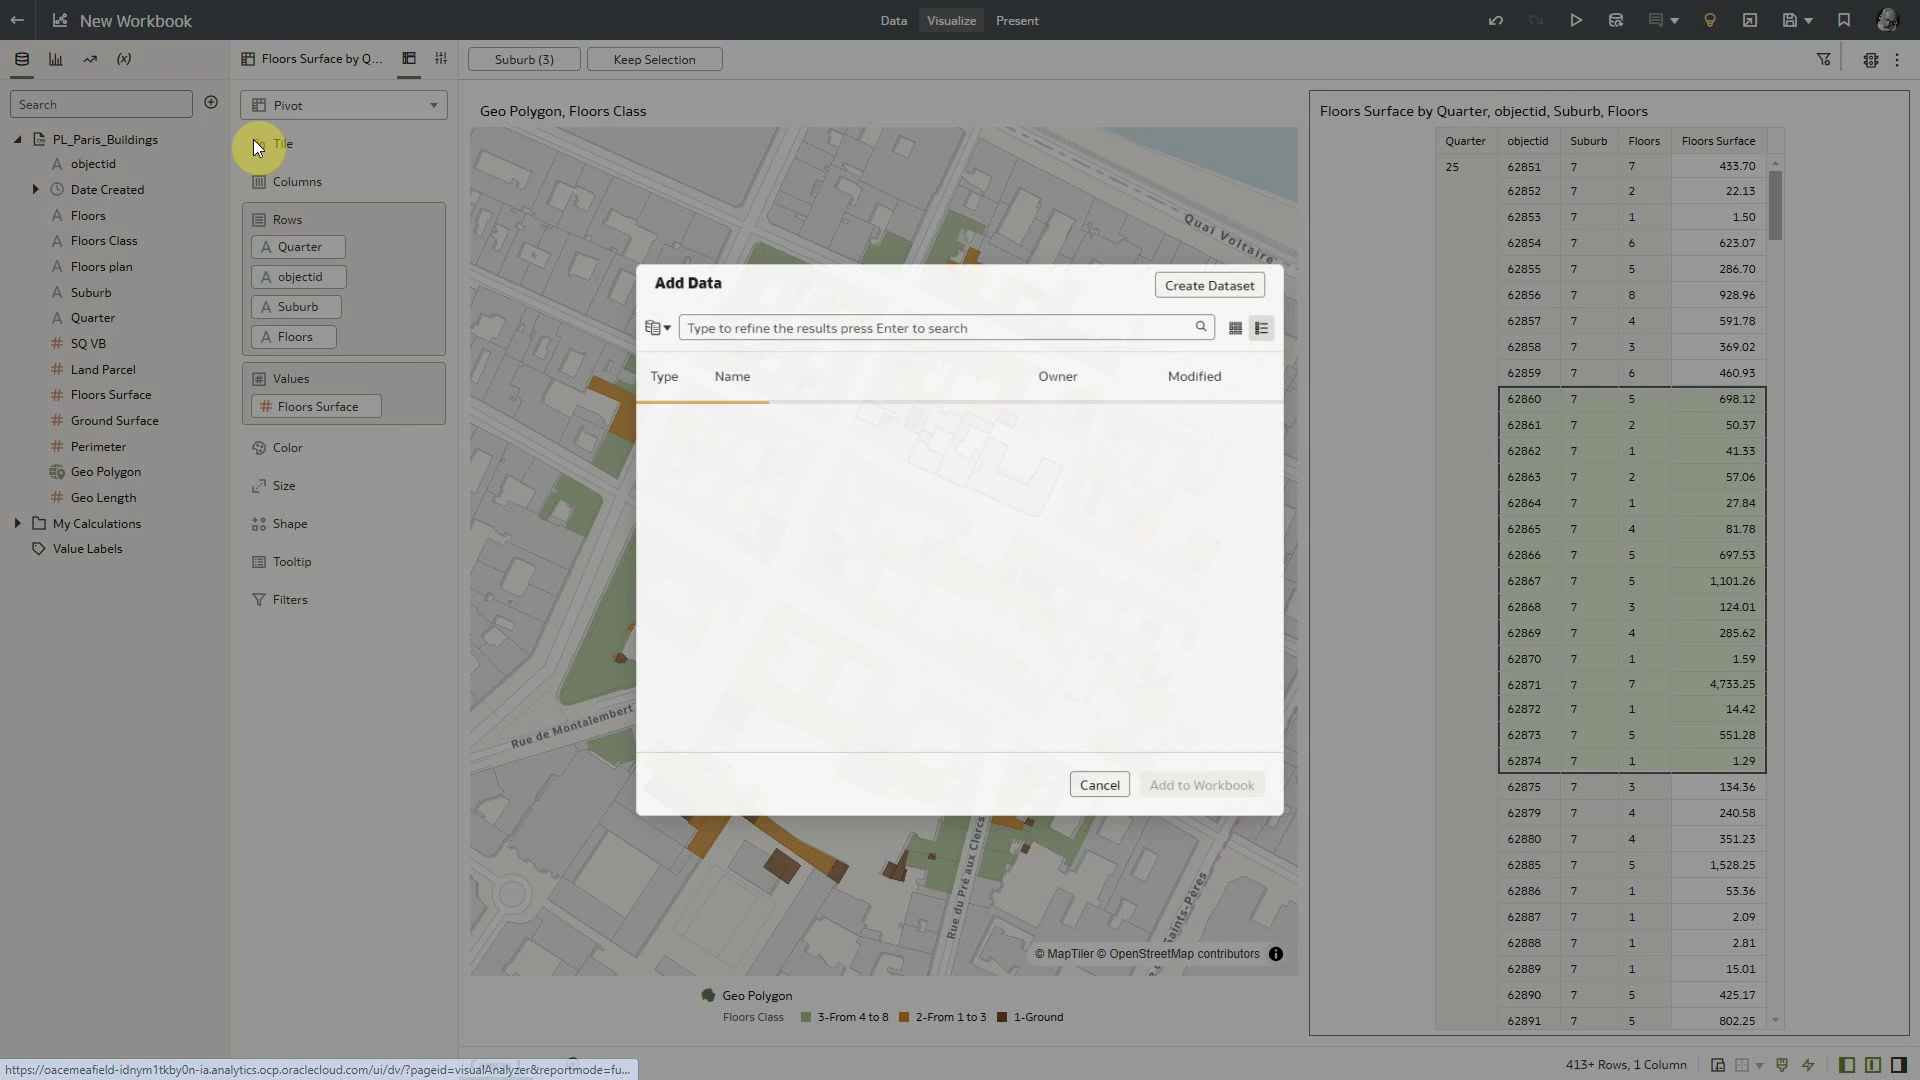 New Workbook
Data
Visualize
Present
Floors Surface by Q...
Suburb (3)
Keep Selection
Search
Pivot
PL_Paris_Buildings
objectid
Date Created
Floors
Floors Class
Floors plan
Suburb
Quarter
SQ VB
Land Parcel
Floors Surface
Ground Surface
Perimeter
Geo Polygon
Geo Length
My Calculations
Value Labels
Tile
Columns
Rows
Quarter
objectid
Suburb
Floors
Values
Floors Surface
Color
Size
Shape
Tooltip
Filters
Geo Polygon, Floors Class
Quai Voltaire
Rue de Montalembert
Rue du Pré aux Clercs
Saints-Pères
© MapTiler © OpenStreetMap contributors
Geo Polygon
Floors Class 3-From 4 to 8 2-From 1 to 3 1-Ground
Add Data
Create Dataset
Type to refine the results press Enter to search
Type Name Owner Modified
Cancel
Add to Workbook
Floors Surface by Quarter, objectid, Suburb, Floors
Quarter objectid Suburb Floors Floors Surface
25 62851 7 7 433.70
62852 7 2 22.13
62853 7 1 1.50
62854 7 6 623.07
62855 7 5 286.70
62856 7 8 928.96
62857 7 4 591.78
62858 7 3 369.02
62859 7 6 460.93
62860 7 5 698.12
62861 7 2 50.37
62862 7 1 41.33
62863 7 2 57.06
62864 7 1 27.84
62865 7 4 81.78
62866 7 5 697.53
62867 7 5 1,101.26
62868 7 3 124.01
62869 7 4 285.62
62870 7 1 1.59
62871 7 7 4,733.25
62872 7 1 14.42
62873 7 5 551.28
62874 7 1 1.29
62875 7 3 134.36
62879 7 4 240.58
62880 7 4 351.23
62885 7 5 1,528.25
62886 7 1 53.36
62887 7 1 2.09
62888 7 1 2.81
62889 7 1 15.01
62890 7 5 425.17
62891 7 5 802.25
413+ Rows, 1 Column
https://oacemeafield-idnym1tkby0n-ia.analytics.ocp.oraclecloud.com/ui/dv/?pageid=visualAnalyzer&reportmode=fu...